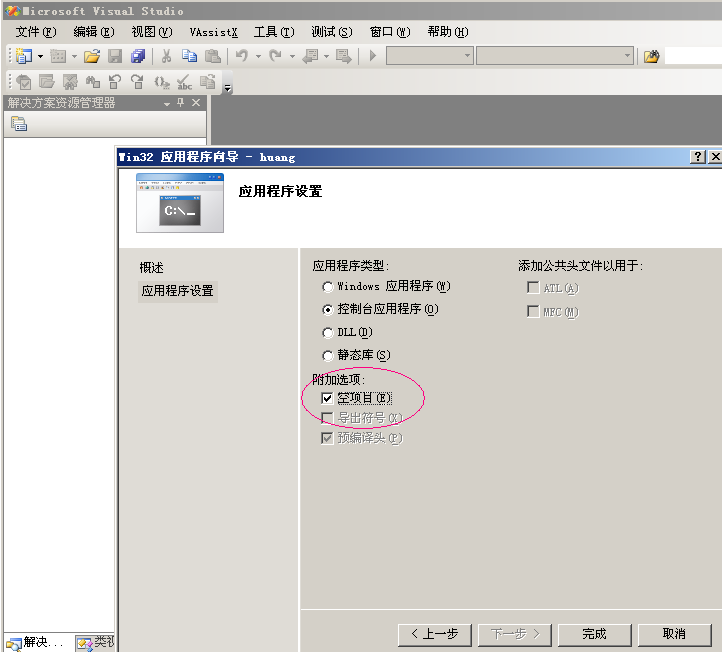 Microsoft Visual Studio
文件(F) 编辑(E) 视图(V) VAssistX 工具(T) 测试(S) 窗口(W) 帮助(H)
解决方案资源管理器
Win32 应用程序向导 - huang
C:\
应用程序设置
概述
应用程序设置
应用程序类型:
Windows 应用程序(W)
控制台应用程序(O)
DLL(D)
静态库(S)
附加选项:
空项目(E)
导出符号(X)
预编译头(P)
添加公共头文件以用于:
ATL(A)
MFC(M)
< 上一步 下一步 > 完成 取消
解决... 类视